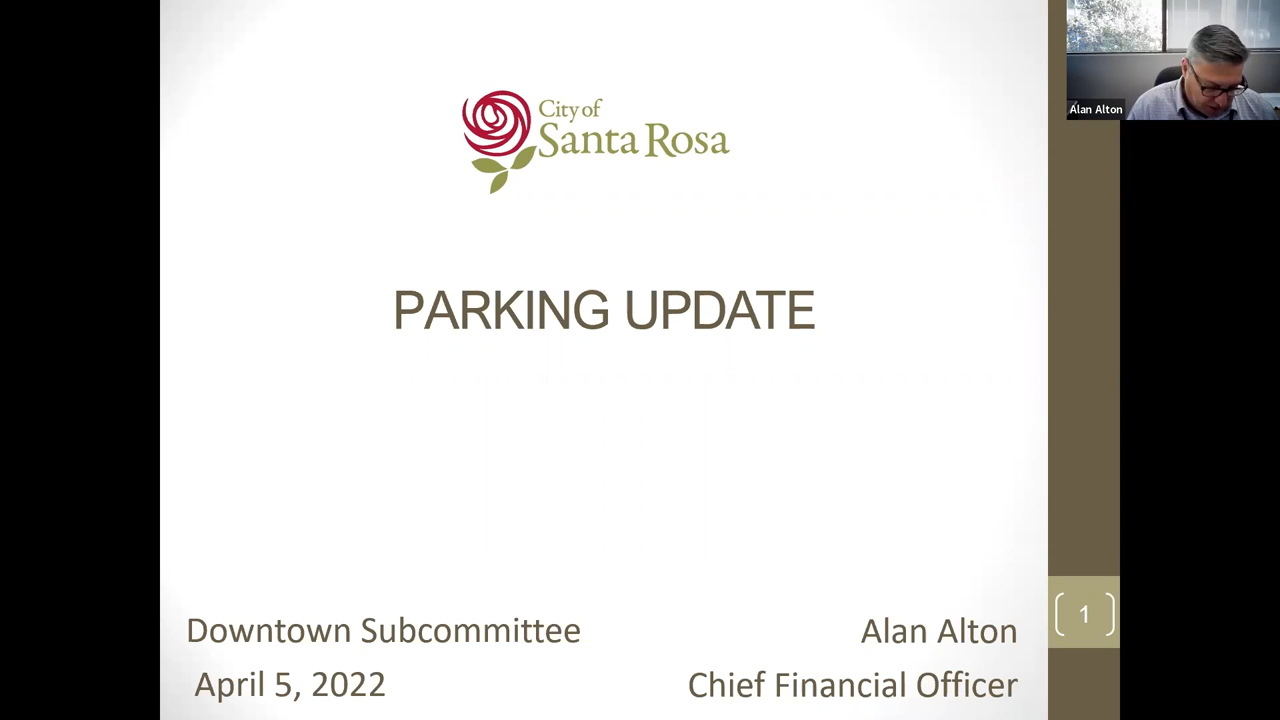 City of
Santa Rosa
Alan Alton
PARKING UPDATE
1
Downtown Subcommittee
Alan Alton
April 5, 2022
Chief Financial Officer